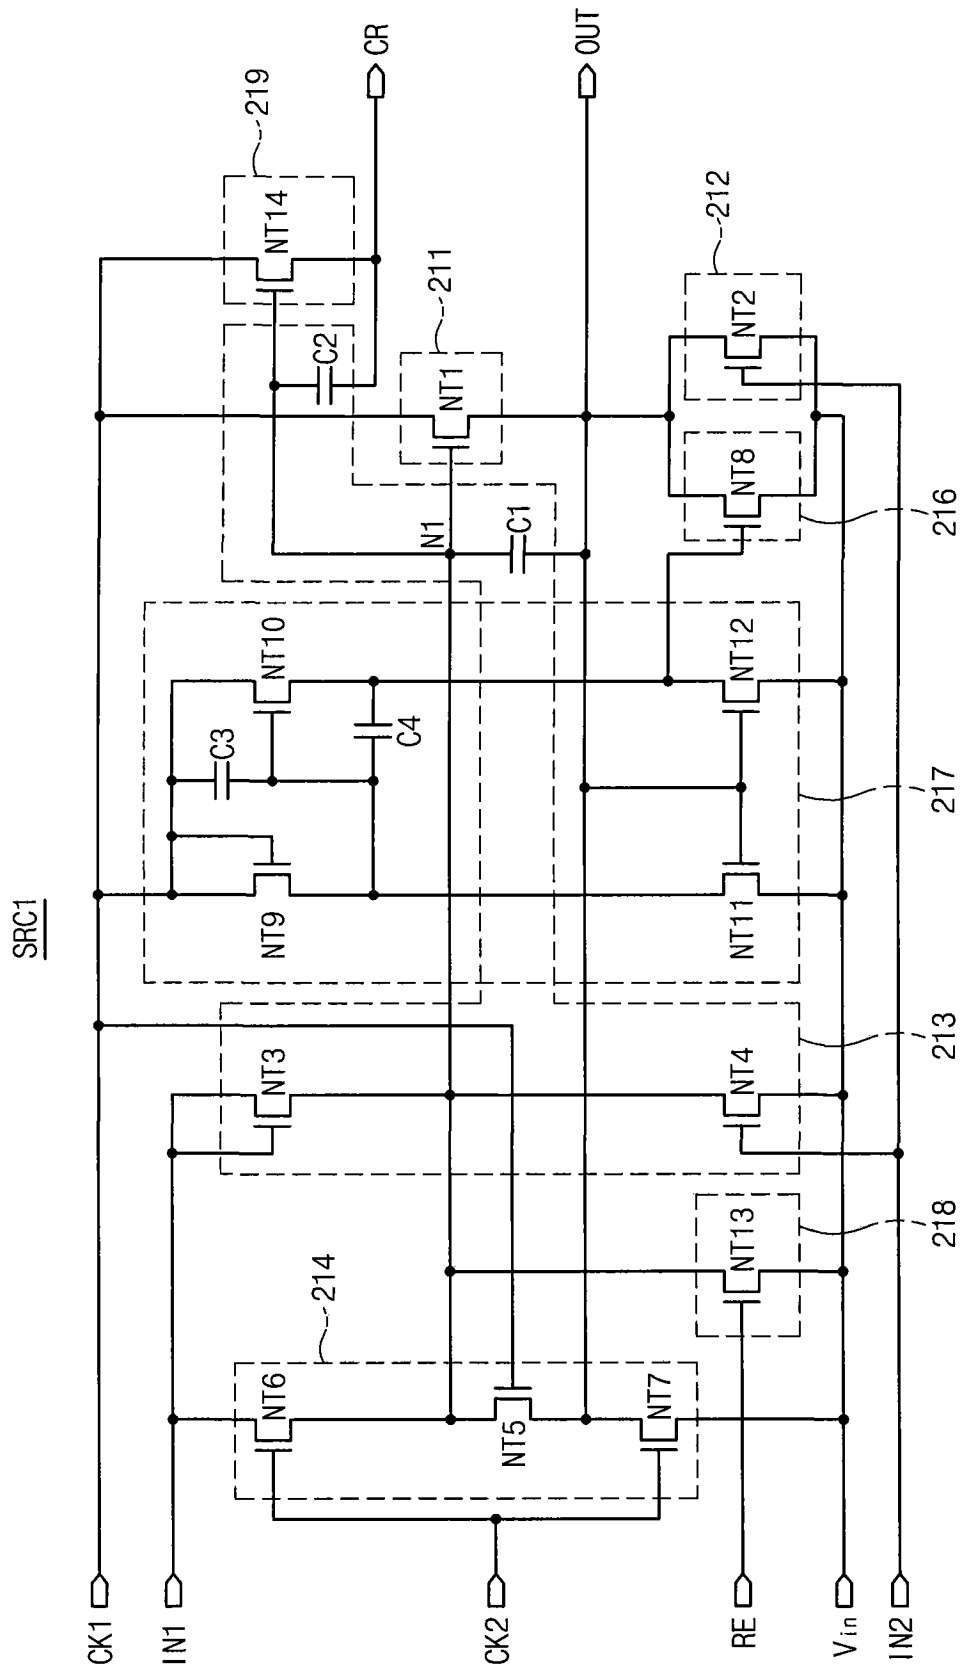 SRC1
CK1
IN1
CK2
RE
Vin
IN2
CR
OUT
219
NT14
C2
211
NT1
N1
C1
212
NT2
NT8
216
NT10
C3
C4
NT9
NT12
NT11
217
NT3
NT4
213
NT13
218
214
NT6
NT5
NT7